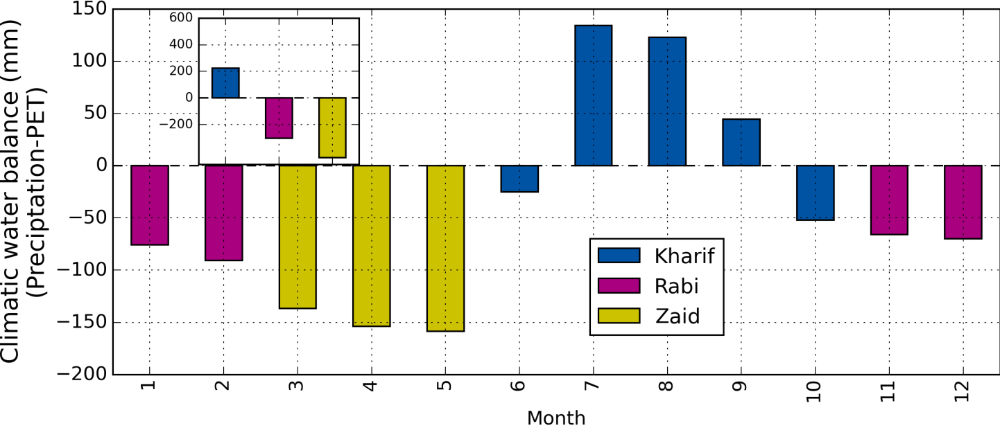 Climatic water balance (mm)
(Preciptation-PET)
150
100
50
0
−50
−100
−150
−200
600
400
200
0
−200
Kharif
Rabi
Zaid
1 2 3 4 5 6 7 8 9 10 11 12
Month